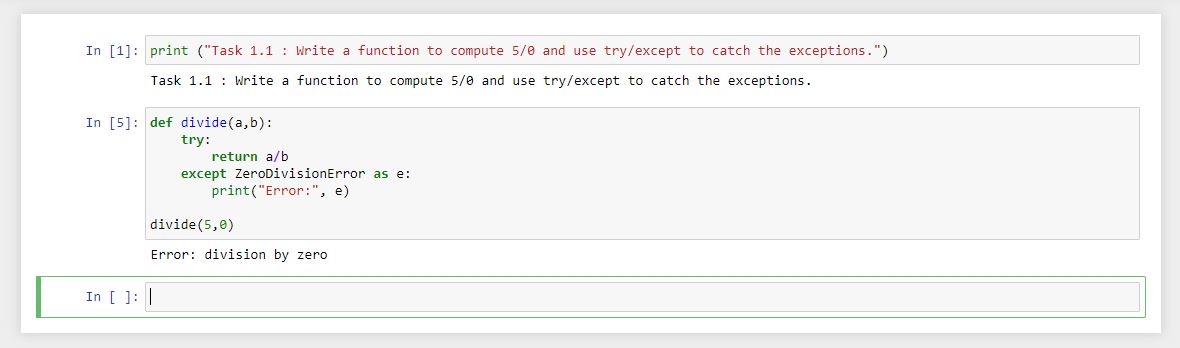 In [1]: print ("Task 1.1 : Write a function to compute 5/0 and use try/except to catch the exceptions.")
Task 1.1 : Write a function to compute 5/0 and use try/except to catch the exceptions.
In [5]: def divide(a,b):
    try:
        return a/b
    except ZeroDivisionError as e:
        print("Error:", e)

divide(5,0)
Error: division by zero
In [ ]: